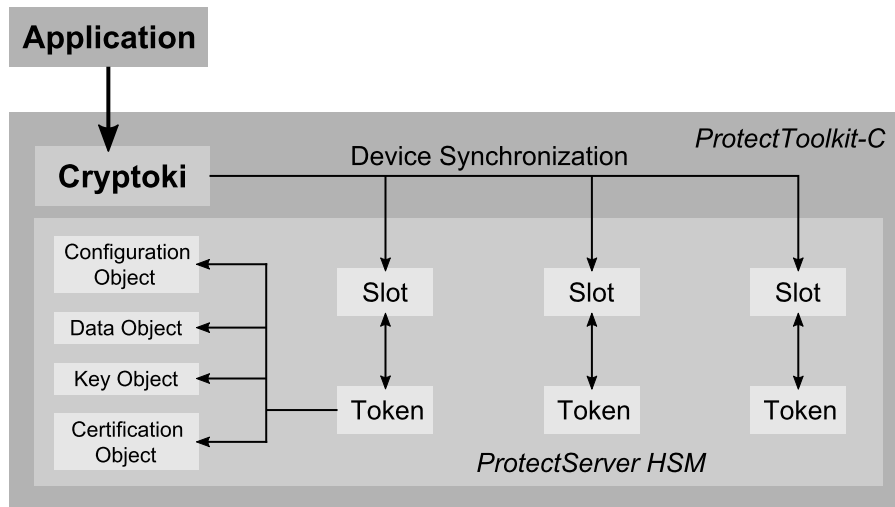 Application
ProtectToolkit-C
Device Synchronization
Cryptoki
Configuration
Object
Data Object
Key Object
Certification
Object
Slot
Slot
Slot
Token
Token
Token
ProtectServer HSM